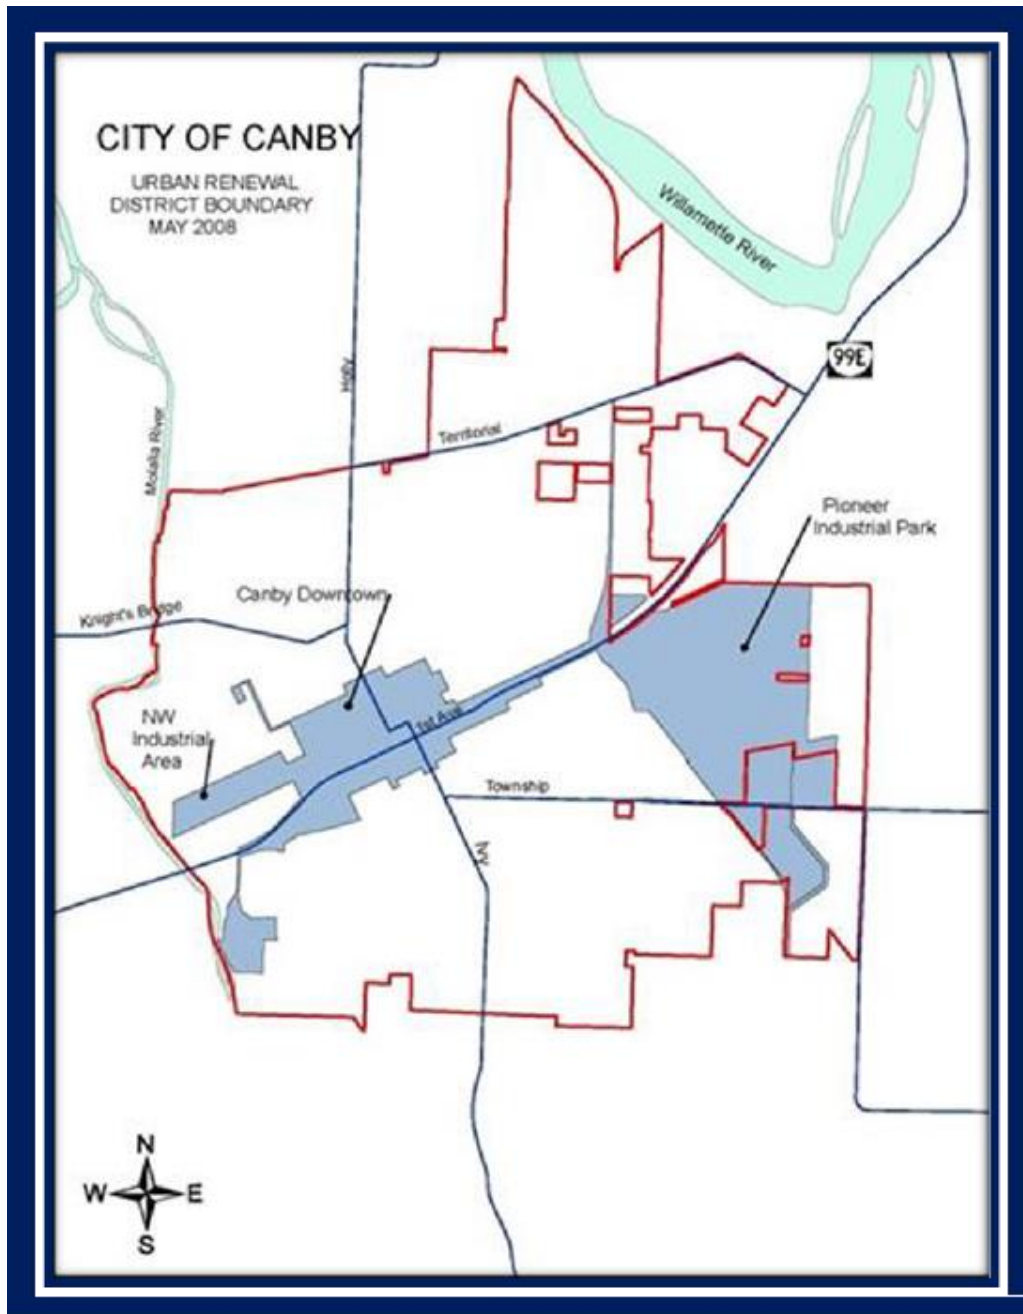 CITY OF CANBY
URBAN RENEWAL
DISTRICT BOUNDARY
MAY 2008
Willamette River
99E
Holly
Territorial
Molalla River
Pioneer
Industrial Park
Canby Downtown
Knight's Bridge
NW
Industrial
Area
1st Ave
Township
Ivy
N
W
E
S